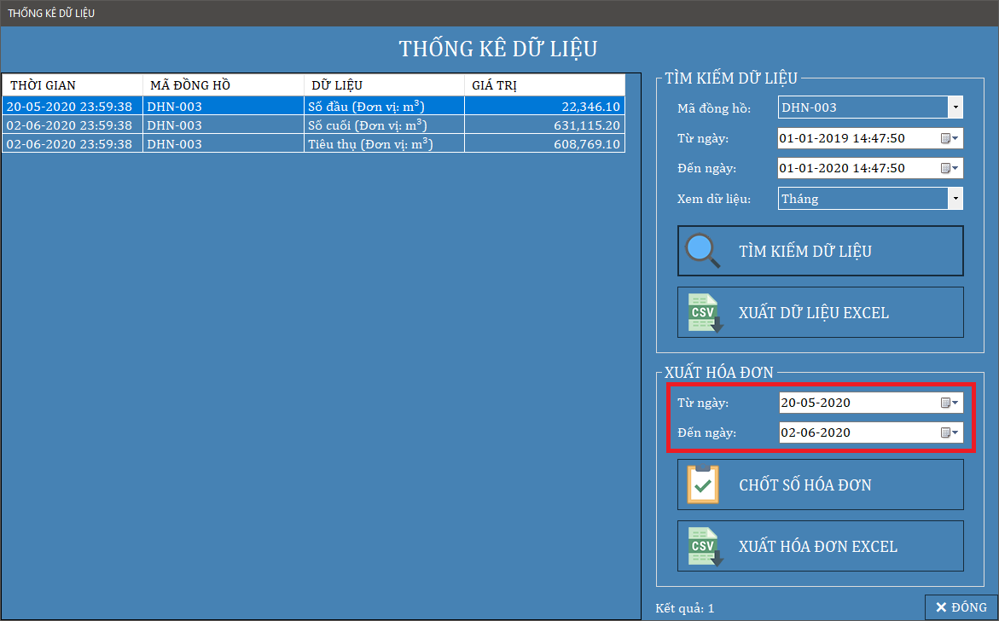 THỐNG KÊ DỮ LIỆU
THỐNG KÊ DỮ LIỆU
THỜI GIAN MÃ ĐỒNG HỒ DỮ LIỆU GIÁ TRỊ
20-05-2020 23:59:38 DHN-003 Số đầu (Đơn vị: m³) 22,346.10
02-06-2020 23:59:38 DHN-003 Số cuối (Đơn vị: m³) 631,115.20
02-06-2020 23:59:38 DHN-003 Tiêu thụ (Đơn vị: m³) 608,769.10
TÌM KIẾM DỮ LIỆU
Mã đồng hồ: DHN-003
Từ ngày: 01-01-2019 14:47:50
Đến ngày: 01-01-2020 14:47:50
Xem dữ liệu: Tháng
TÌM KIẾM DỮ LIỆU
CSV XUẤT DỮ LIỆU EXCEL
XUẤT HÓA ĐƠN
Từ ngày: 20-05-2020
Đến ngày: 02-06-2020
CHỐT SỐ HÓA ĐƠN
CSV XUẤT HÓA ĐƠN EXCEL
Kết quả: 1
ĐÓNG